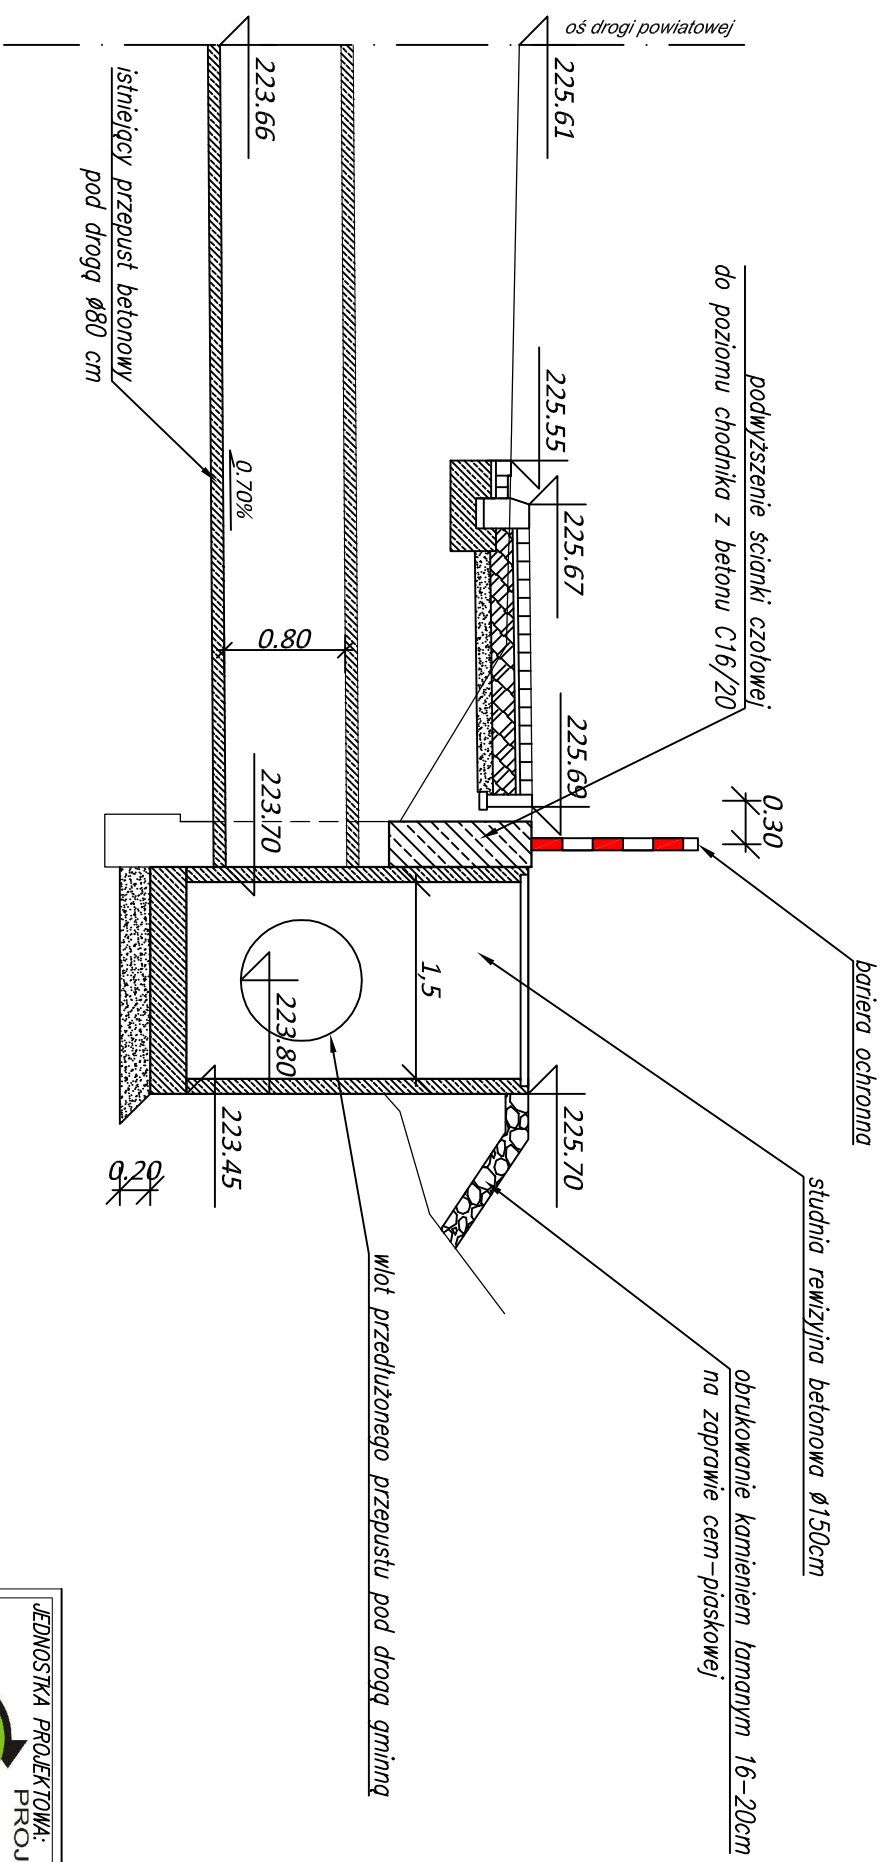 oś drogi powiatowej
225.61
223.66
istniejący przepust betonowy
pod drogą ø80 cm
0.70%
0.80
225.55
225.67
225.69
podwyższenie ścianki czołowej
do poziomu chodnika z betonu C16/20
0.30
bariera ochronna
223.70
1,5
223.80
223.45
225.70
0.20
studnia rewizyjna betonowa ø150cm
obrukowanie kamieniem łamanym 16-20cm
na zaprawie cem-piaskowej
wlot przedłużonego przepustu pod drogą gminną
JEDNOSTKA PROJEKTOWA:
PROJ